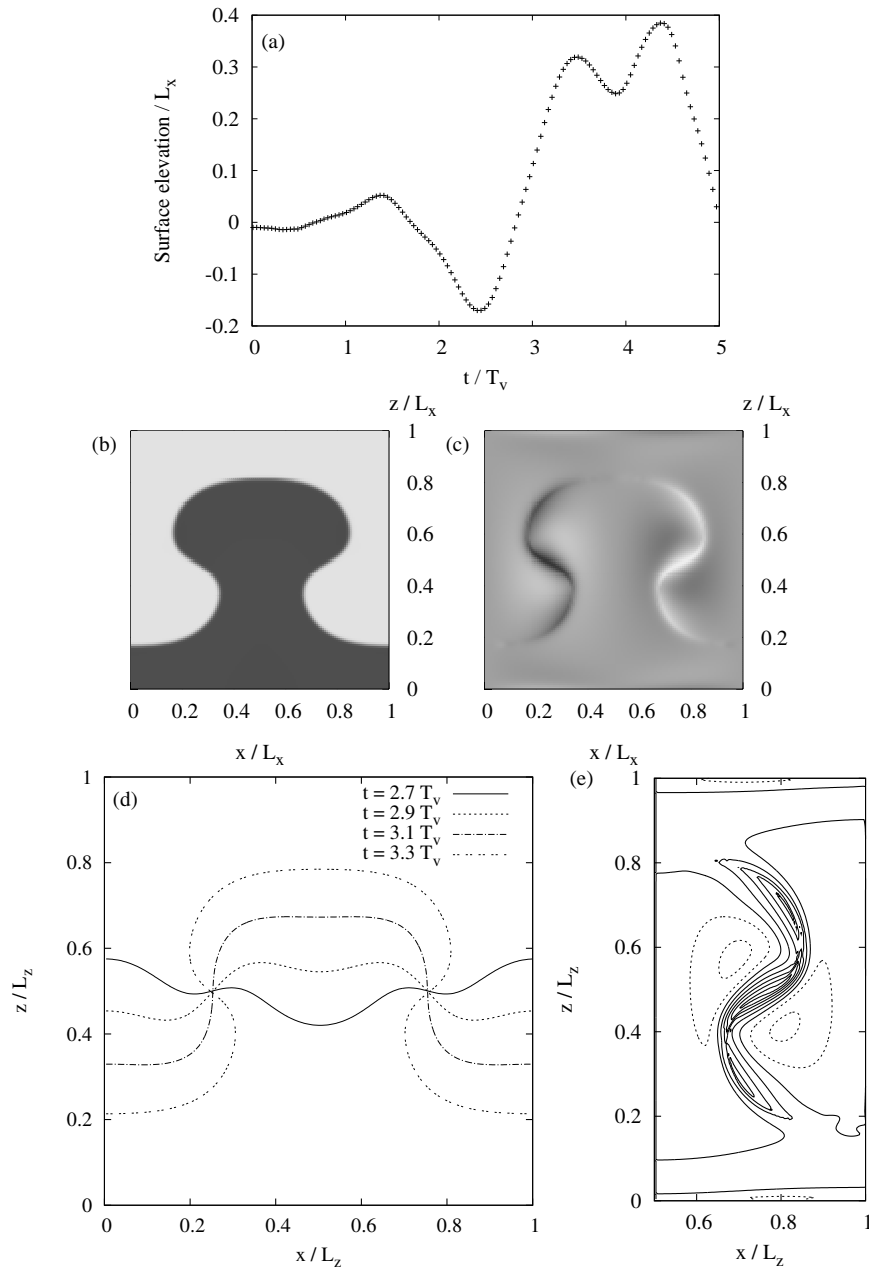 (a)
Surface elevation / L_x
0.4
0.3
0.2
0.1
0
-0.1
-0.2
0 1 2 3 4 5
t / T_v
(b)
z / L_x
1
0.8
0.6
0.4
0.2
0
0 0.2 0.4 0.6 0.8 1
x / L_x
(c)
z / L_x
1
0.8
0.6
0.4
0.2
0
0 0.2 0.4 0.6 0.8 1
x / L_x
(d)
t = 2.7 T_v
t = 2.9 T_v
t = 3.1 T_v
t = 3.3 T_v
z / L_z
1
0.8
0.6
0.4
0.2
0
0 0.2 0.4 0.6 0.8 1
x / L_z
(e)
z / L_z
1
0.8
0.6
0.4
0.2
0
0.6 0.8 1
x / L_z